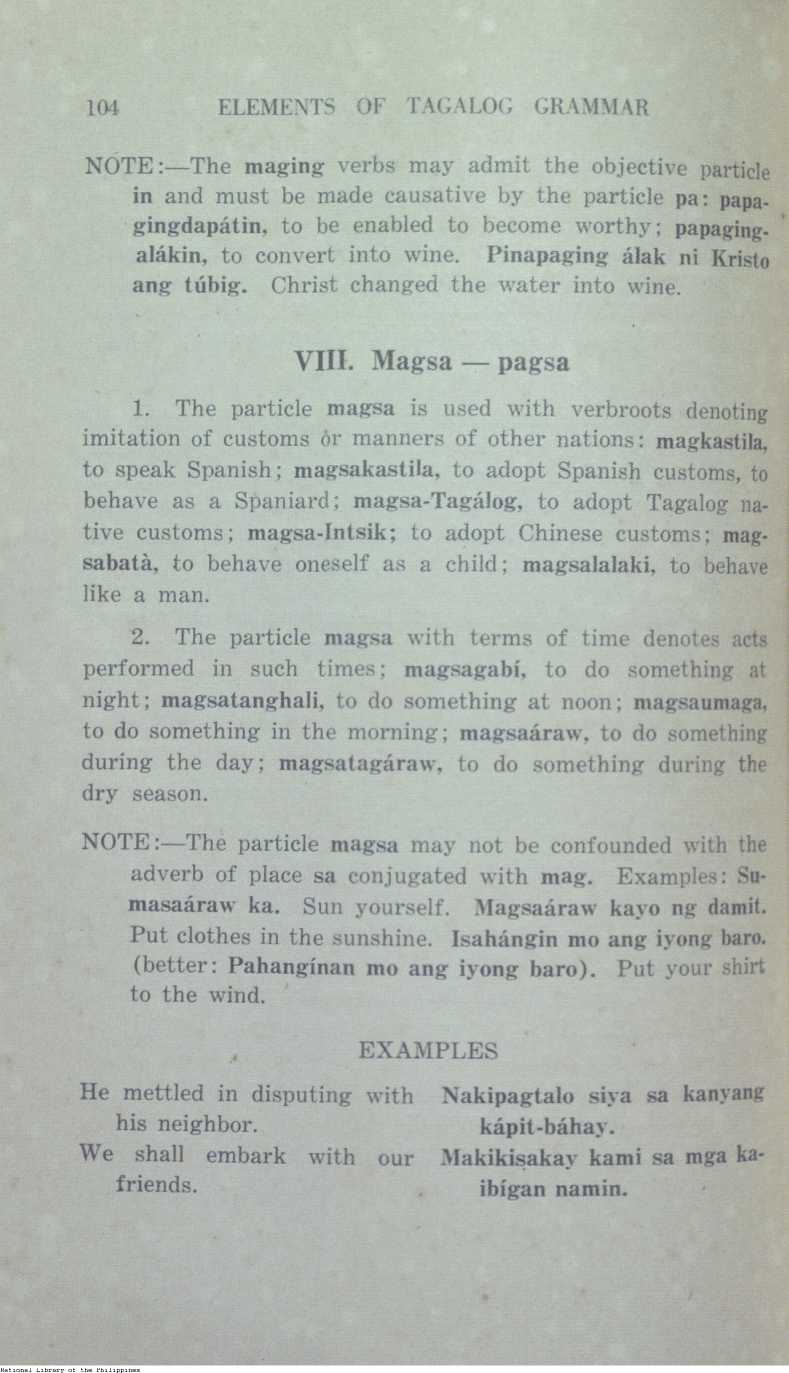 104 ELEMENTS OF TAGALOG GRAMMAR
NOTE:—The maging verbs may admit the objective particle
in and must be made causative by the particle pa: papa-
gingdapátin, to be enabled to become worthy; papaging-
alákin, to convert into wine. Pinapaging álak ni Kristo
ang túbig. Christ changed the water into wine.
VIII. Magsa — pagsa
1. The particle magsa is used with verbroots denoting
imitation of customs or manners of other nations: magkastila,
to speak Spanish; magsakastila, to adopt Spanish customs, to
behave as a Spaniard; magsa-Tagálog, to adopt Tagalog na-
tive customs; magsa-Intsik; to adopt Chinese customs; mag-
sabatà, to behave oneself as a child; magsalalaki, to behave
like a man.
2. The particle magsa with terms of time denotes acts
performed in such times; magsagabí, to do something at
night; magsatanghali, to do something at noon; magsaumaga,
to do something in the morning; magsaáraw, to do something
during the day; magsatagáraw, to do something during the
dry season.
NOTE:—The particle magsa may not be confounded with the
adverb of place sa conjugated with mag. Examples: Su-
masaáraw ka. Sun yourself. Magsaáraw kayo ng damit.
Put clothes in the sunshine. Isahángin mo ang iyong baro.
(better: Pahangínan mo ang iyong baro). Put your shirt
to the wind.
EXAMPLES
He mettled in disputing with Nakipagtalo siya sa kanyang
his neighbor. kápit-báhay.
We shall embark with our Makikisakay kami sa mga ka-
friends. ibígan namin.
National Library of the Philippines